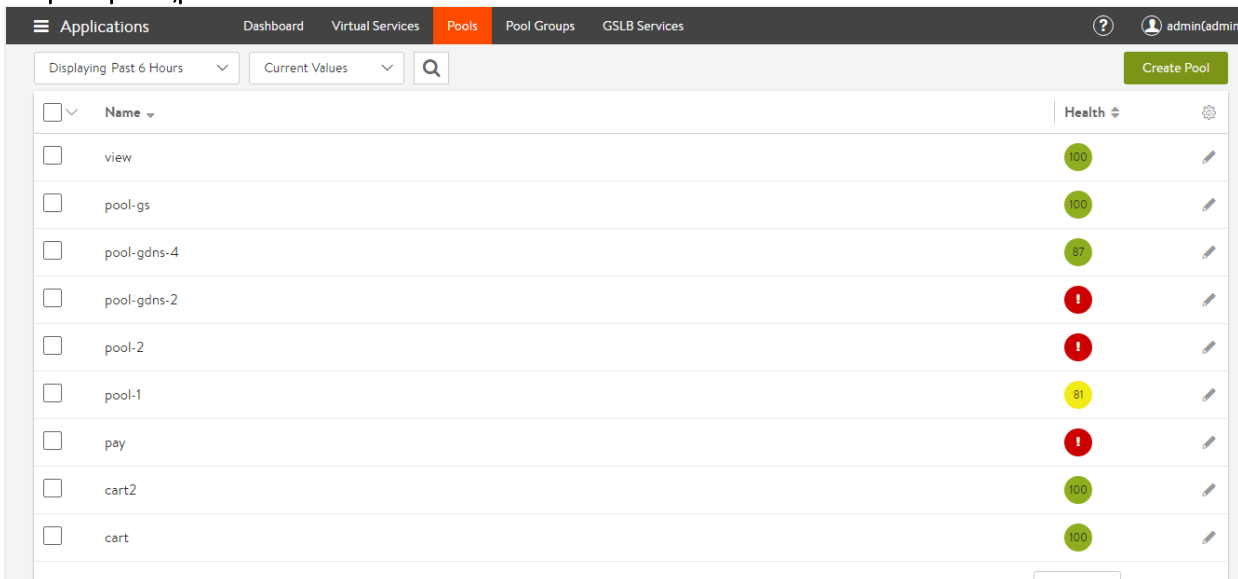 Applications Dashboard Virtual Services Pools Pool Groups GSLB Services ? admin(admin
Displaying Past 6 Hours Current Values Create Pool
Name Health
view 100
pool-gs 100
pool-gdns-4 87
pool-gdns-2 !
pool-2 !
pool-1 81
pay !
cart2 100
cart 100